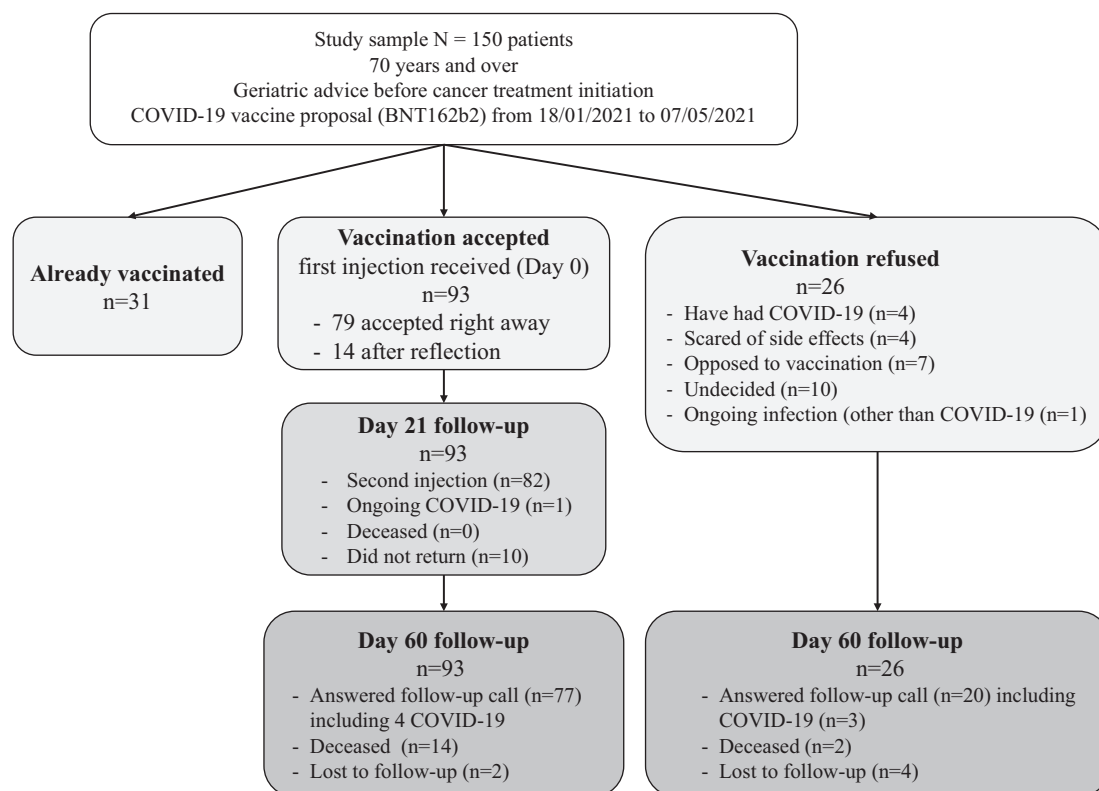 Study sample N = 150 patients
70 years and over
Geriatric advice before cancer treatment initiation
COVID-19 vaccine proposal (BNT162b2) from 18/01/2021 to 07/05/2021
Already vaccinated
n=31
Vaccination accepted
first injection received (Day 0)
n=93
- 79 accepted right away
- 14 after reflection
Vaccination refused
n=26
- Have had COVID-19 (n=4)
- Scared of side effects (n=4)
- Opposed to vaccination (n=7)
- Undecided (n=10)
- Ongoing infection (other than COVID-19 (n=1)
Day 21 follow-up
n=93
- Second injection (n=82)
- Ongoing COVID-19 (n=1)
- Deceased (n=0)
- Did not return (n=10)
Day 60 follow-up
n=93
- Answered follow-up call (n=77)
including 4 COVID-19
- Deceased (n=14)
- Lost to follow-up (n=2)
Day 60 follow-up
n=26
- Answered follow-up call (n=20) including
COVID-19 (n=3)
- Deceased (n=2)
- Lost to follow-up (n=4)